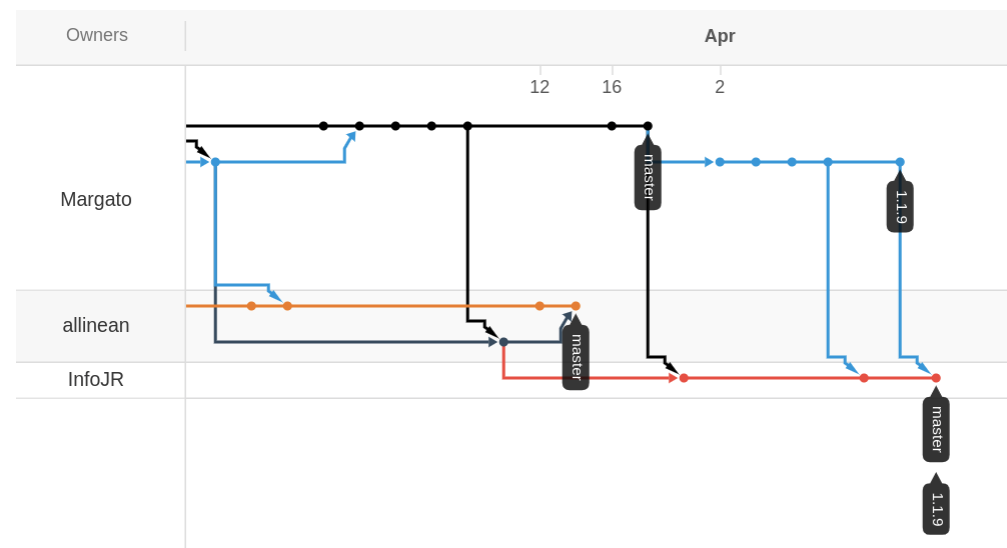 Owners
Apr
12
16
2
Margato
master
1.1.9
allinean
master
InfoJR
master
1.1.9